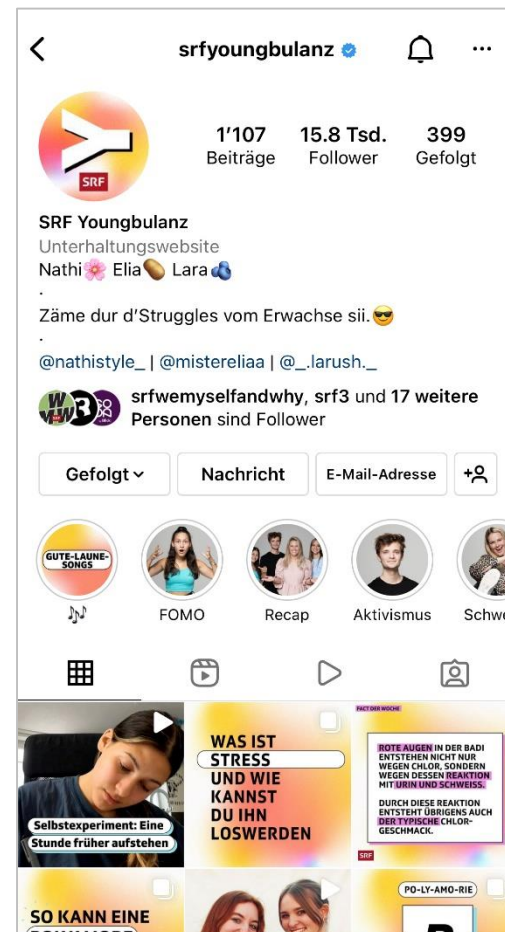 srfyoungbulanz
SRF
1'107 15.8 Tsd. 399
Beiträge Follower Gefolgt
SRF Youngbulanz
Unterhaltungswebsite
Nathi🌸 Elia🥔 Lara🫐
.
Zäme dur d'Struggles vom Erwachse sii.😎
.
@nathistyle_ | @mistereliaa | @_.larush._
srfwemyselfandwhy, srf3 und 17 weitere
Personen sind Follower
Gefolgt Nachricht E-Mail-Adresse
GUTE-LAUNE-
SONGS
🎶 FOMO Recap Aktivismus Schwe
Selbstexperiment: Eine
Stunde früher aufstehen
WAS IST
STRESS
UND WIE
KANNST
DU IHN
LOSWERDEN
FACT DER WOCHE
ROTE AUGEN IN DER BADI
ENTSTEHEN NICHT NUR
WEGEN CHLOR, SONDERN
WEGEN DESSEN REAKTION
MIT URIN UND SCHWEISS.
DURCH DIESE REAKTION
ENTSTEHT ÜBRIGENS AUCH
DER TYPISCHE CHLOR-
GESCHMACK.
SRF
SO KANN EINE
PO-LY-AMO-RIE